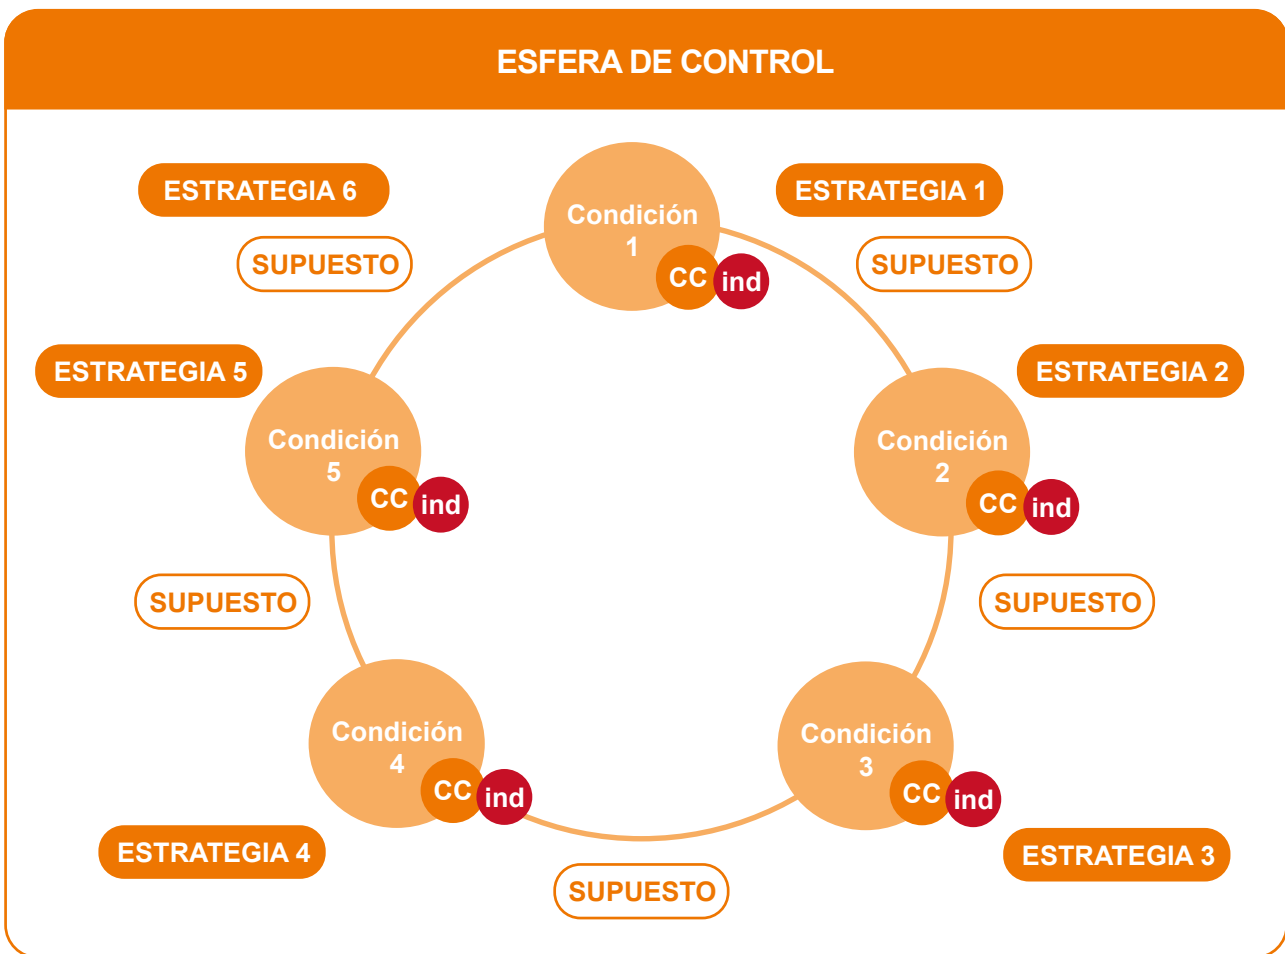 ESFERA DE CONTROL
ESTRATEGIA 6
ESTRATEGIA 1
Condición
1
SUPUESTO
SUPUESTO
CC
ind
ESTRATEGIA 5
ESTRATEGIA 2
Condición
5
CC
ind
Condición
2
CC
ind
SUPUESTO
SUPUESTO
Condición
4
CC
ind
Condición
3
CC
ind
ESTRATEGIA 4
ESTRATEGIA 3
SUPUESTO